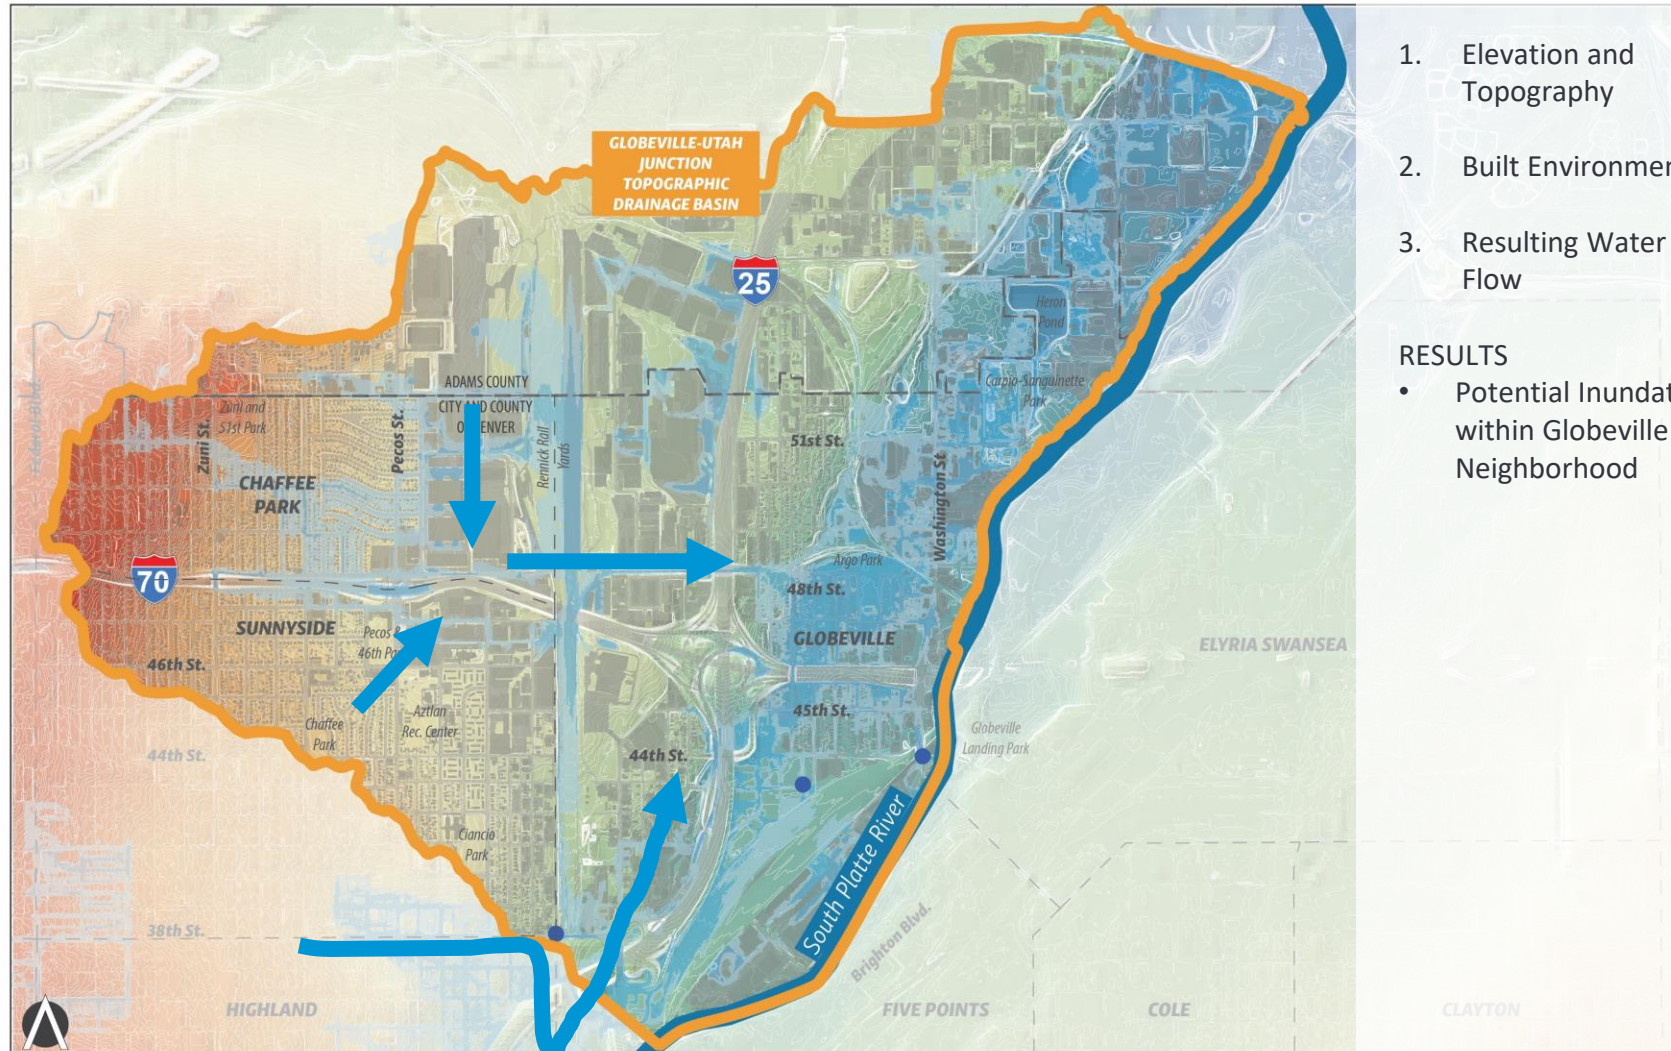 GLOBEVILLE-UTAH
JUNCTION
TOPOGRAPHIC
DRAINAGE BASIN
25
Heron
Pond
ADAMS COUNTY
CITY AND COUNTY
OF DENVER
Carpio-Sanguinette
Park
Federal Blvd.
Zuni St.
Zuni and
51st Park
Pecos St.
Rennick Rail
Yards
51st St.
Washington St
CHAFFEE
PARK
70
Argo Park
48th St.
SUNNYSIDE
Pecos &
46th Park
GLOBEVILLE
ELYRIA SWANSEA
46th St.
45th St.
Chaffee
Park
Aztlan
Rec. Center
Globeville
Landing Park
44th St.
44th St.
Ciancio
Park
South Platte River
38th St.
Brighton Blvd.
HIGHLAND
FIVE POINTS
COLE
CLAYTON
1. Elevation and
Topography
2. Built Environmen
3. Resulting Water
Flow
RESULTS
• Potential Inundat
within Globeville
Neighborhood